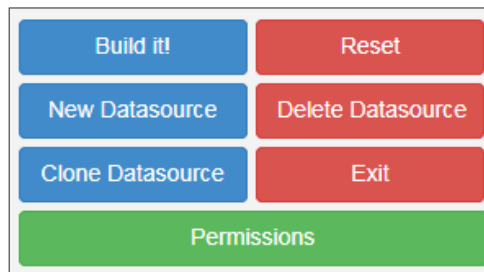 Build it!
Reset
New Datasource
Delete Datasource
Clone Datasource
Exit
Permissions